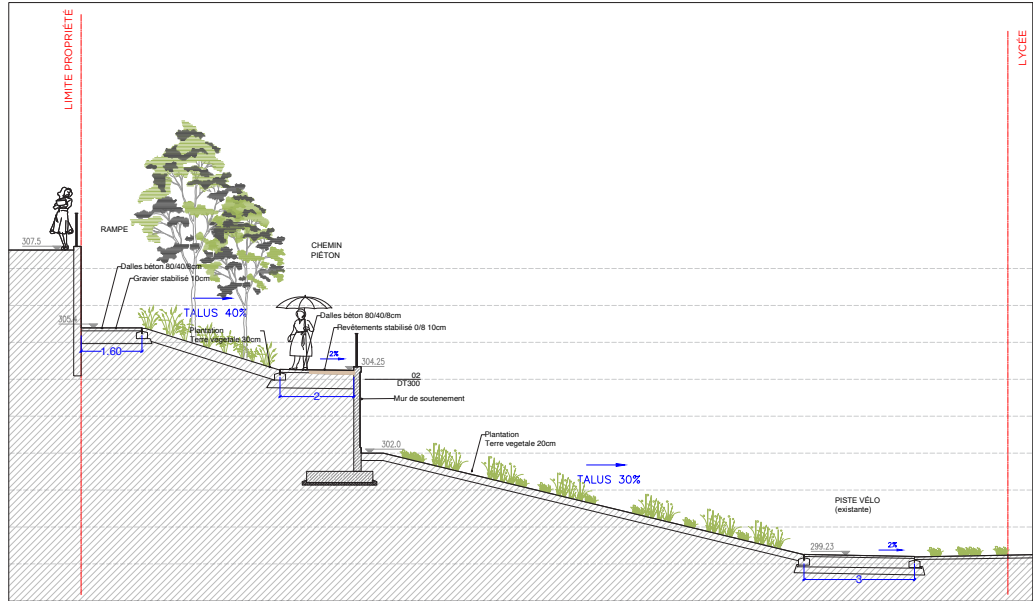 LIMITE PROPRIÉTÉ
LYCÉE
RAMPE
307.5
CHEMIN
PIÉTON
Dalles béton 80/40/8cm
Gravier stabilisé 10cm
TALUS 40%
305.4
Plantation
Terre vegetale 30cm
Dalles béton 80/40/8cm
Revêtements stabilisé 0/8 10cm
2%
1.60
304.25
02
DT300
2
Mur de soutenement
302.0
Plantation
Terre vegetale 20cm
TALUS 30%
PISTE VÉLO
(existante)
299.23
2%
3